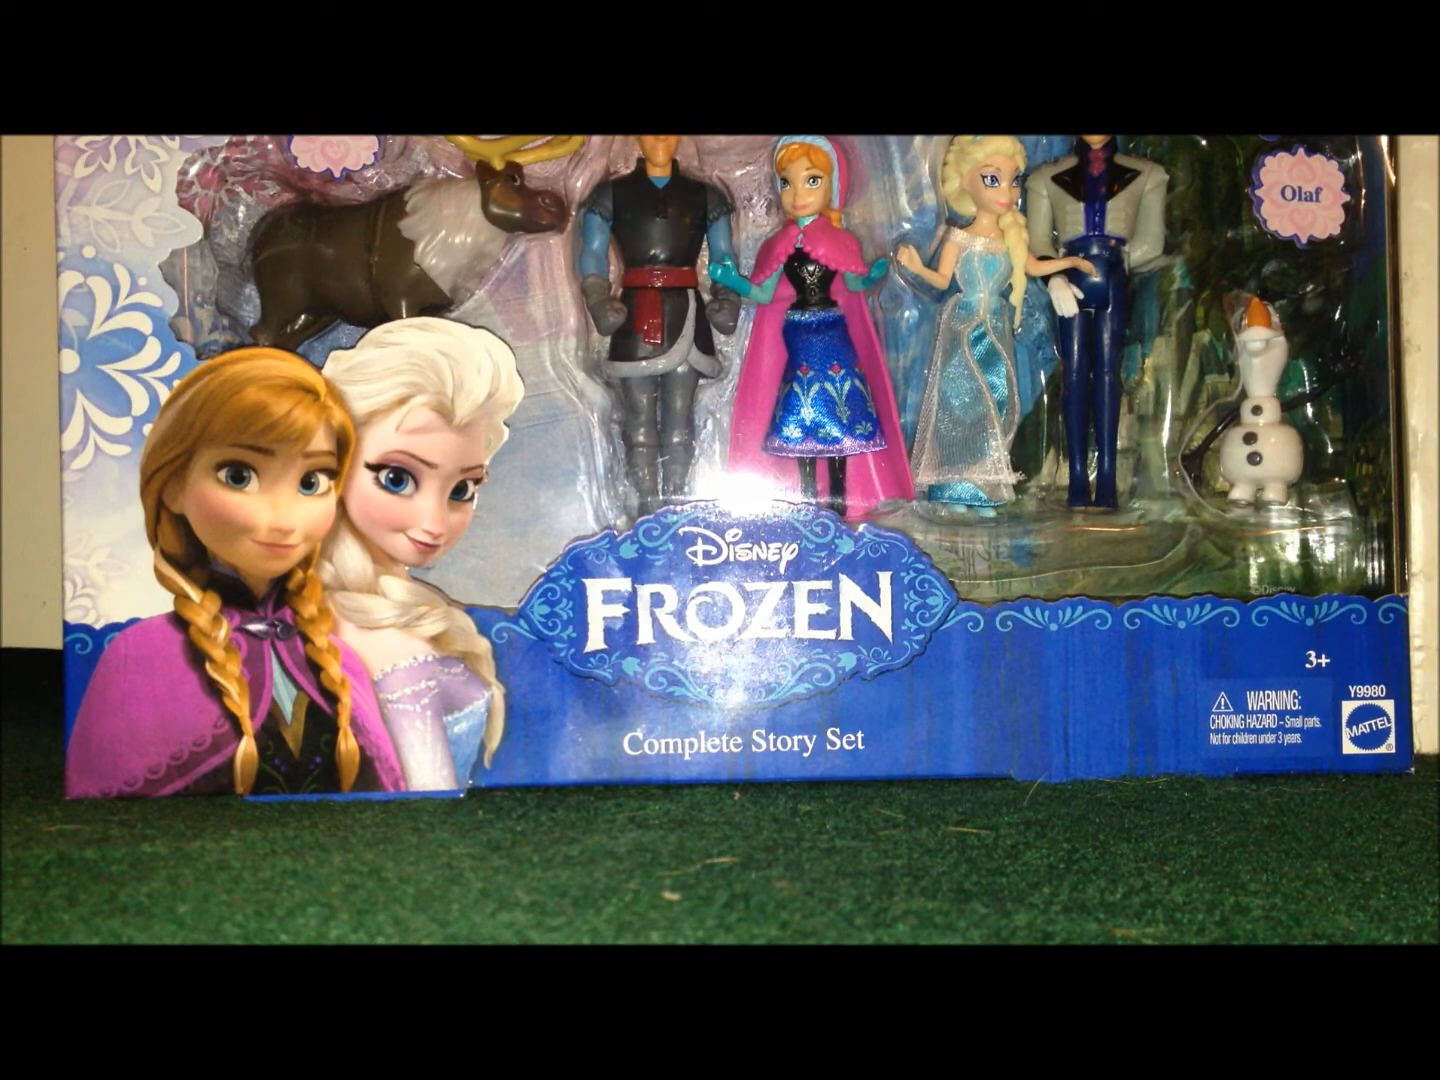 Olaf
©Disney
Disney
FROZEN
Complete Story Set
3+
WARNING:
CHOKING HAZARD – Small parts.
Not for children under 3 years.
Y9980
MATTEL
®